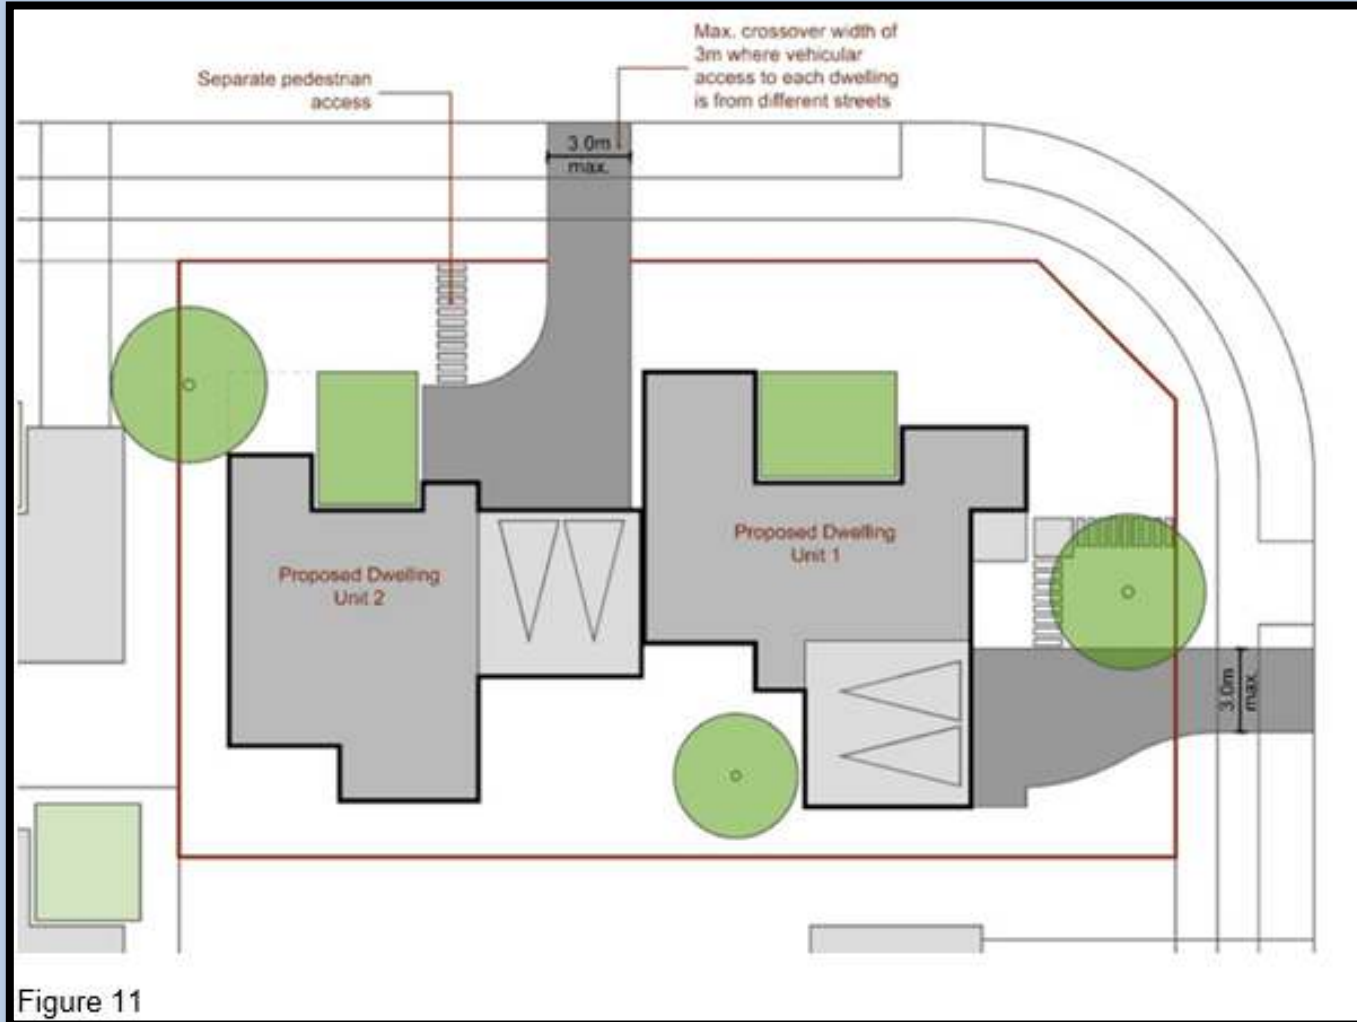 Max. crossover width of
3m where vehicular
access to each dwelling
is from different streets
Separate pedestrian
access
3.0m
max.
Proposed Dwelling
Unit 1
Proposed Dwelling
Unit 2
3.0m
max.
Figure 11